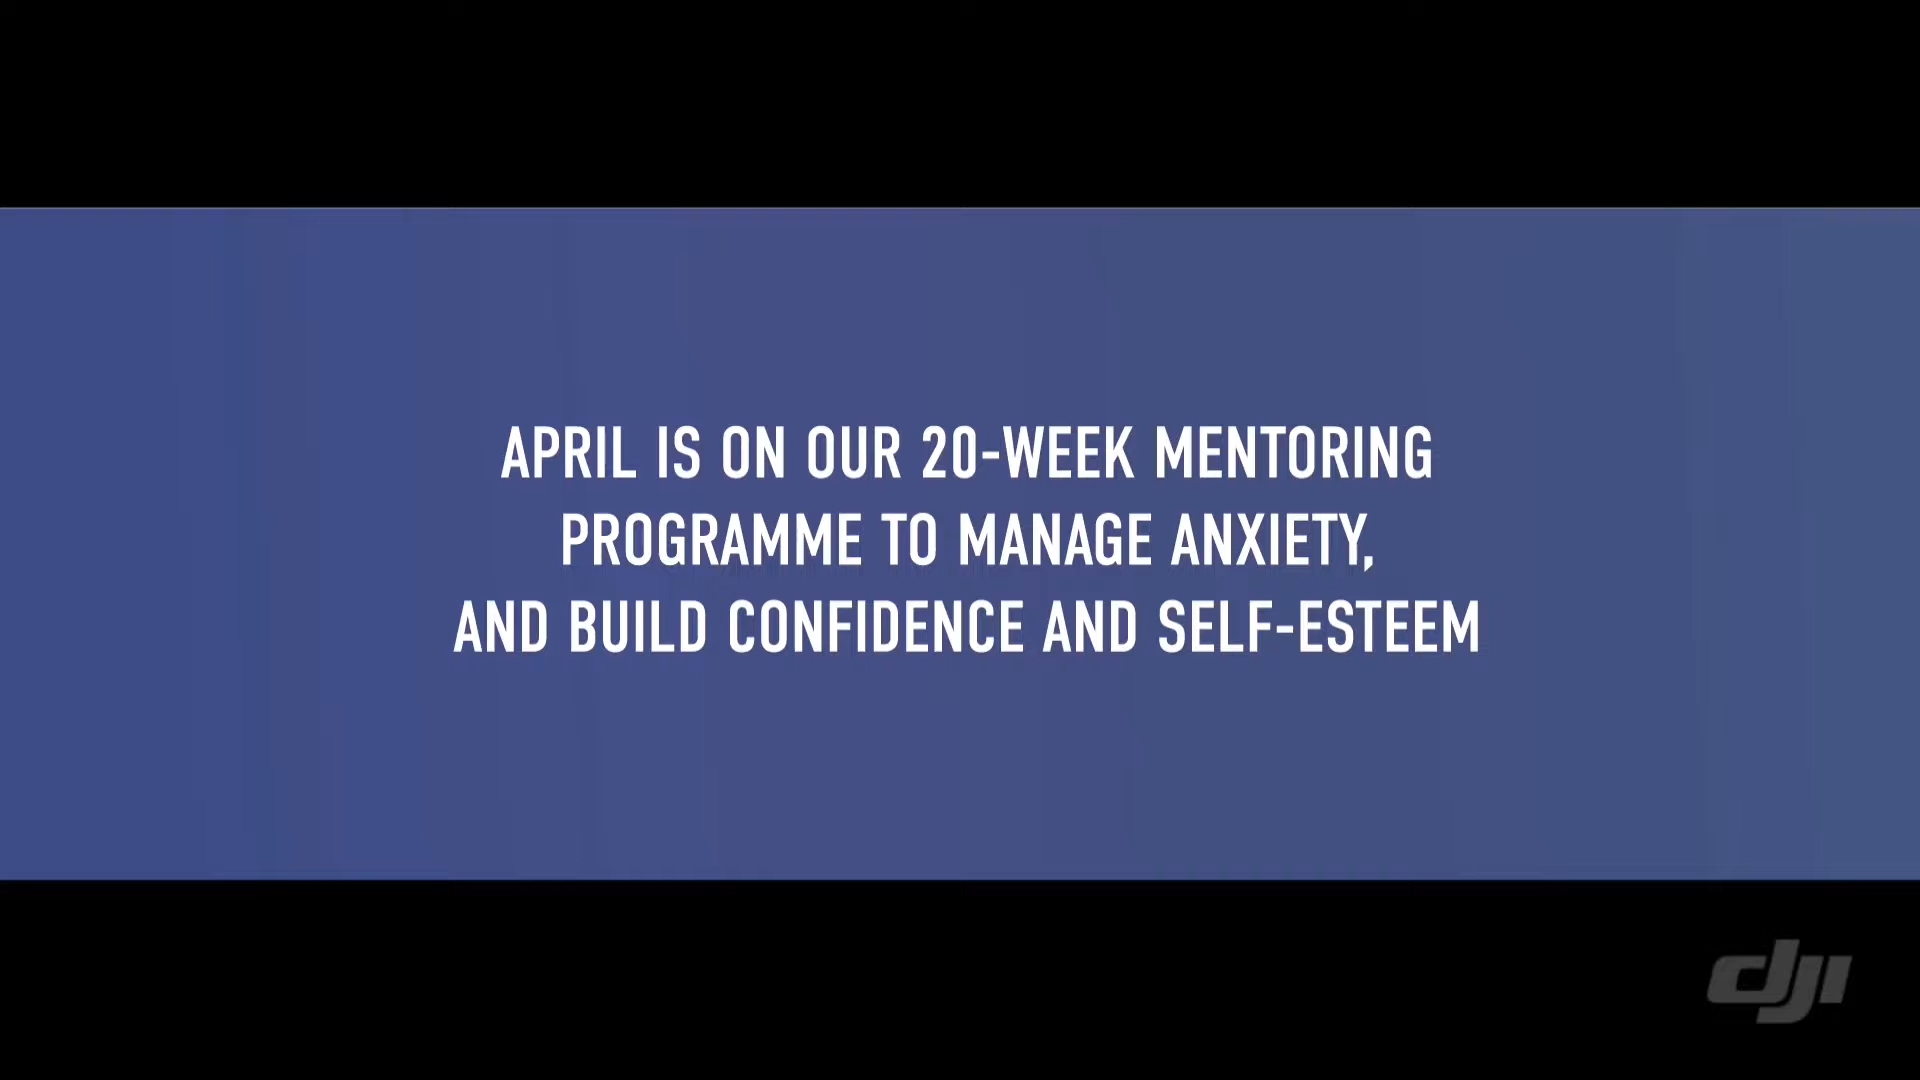 APRIL IS ON OUR 20-WEEK MENTORING
PROGRAMME TO MANAGE ANXIETY,
AND BUILD CONFIDENCE AND SELF-ESTEEM
dji